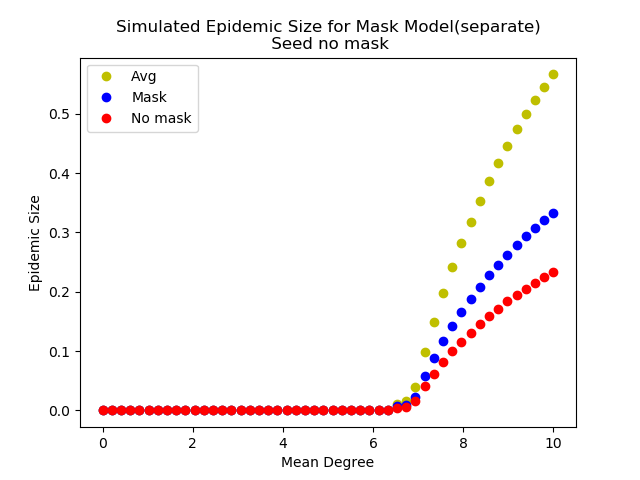 Simulated Epidemic Size for Mask Model(separate)
Seed no mask
Avg
Mask
No mask
Epidemic Size
0.5
0.4
0.3
0.2
0.1
0.0
0 2 4 6 8 10
Mean Degree